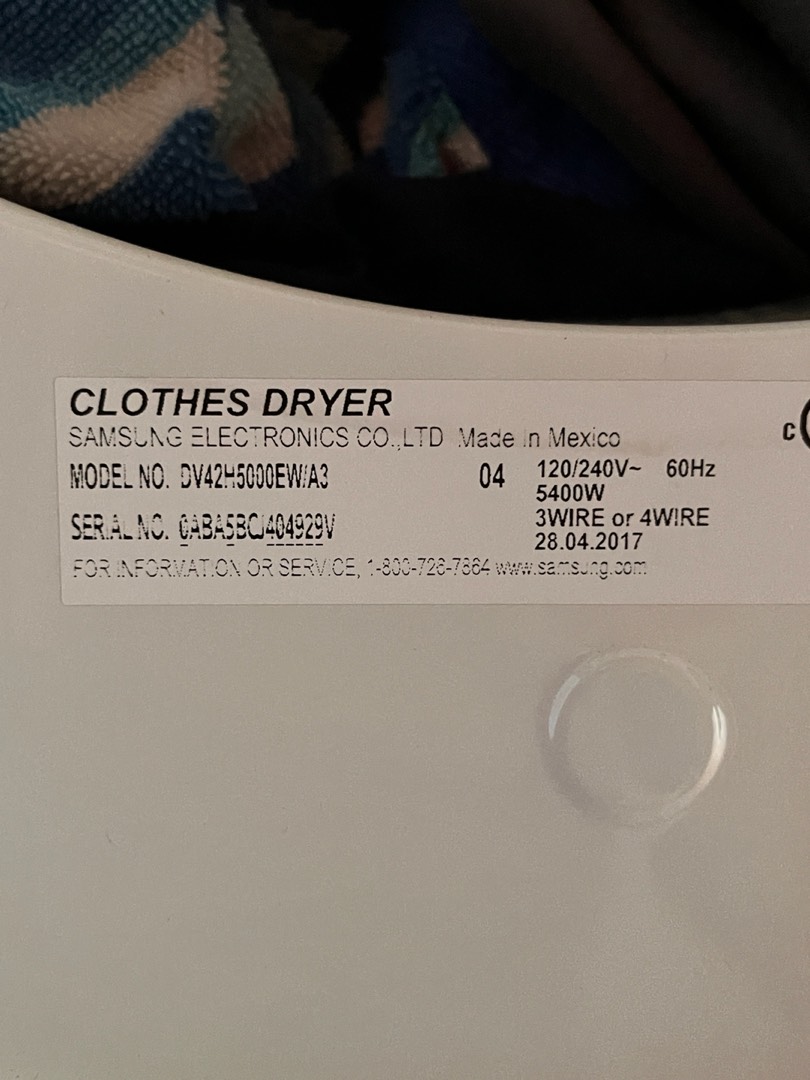 CLOTHES DRYER
SAMSUNG ELECTRONICS CO.,LTD Made in Mexico
MODEL NO. DV42H5000EW/A3 04 120/240V~ 60Hz
5400W
SERIAL NO. 0ABA5BCJ404929V 3WIRE or 4WIRE
28.04.2017
FOR INFORMATION OR SERVICE, 1-800-726-7864 www.samsung.com
C